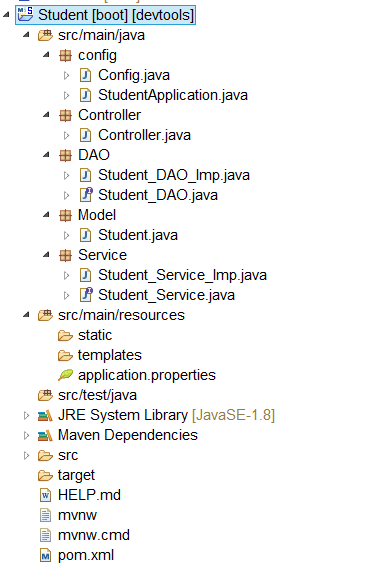 Student [boot] [devtools]
src/main/java
config
Config.java
StudentApplication.java
Controller
Controller.java
DAO
Student_DAO_Imp.java
Student_DAO.java
Model
Student.java
Service
Student_Service_Imp.java
Student_Service.java
src/main/resources
static
templates
application.properties
src/test/java
JRE System Library [JavaSE-1.8]
Maven Dependencies
src
target
HELP.md
mvnw
mvnw.cmd
pom.xml